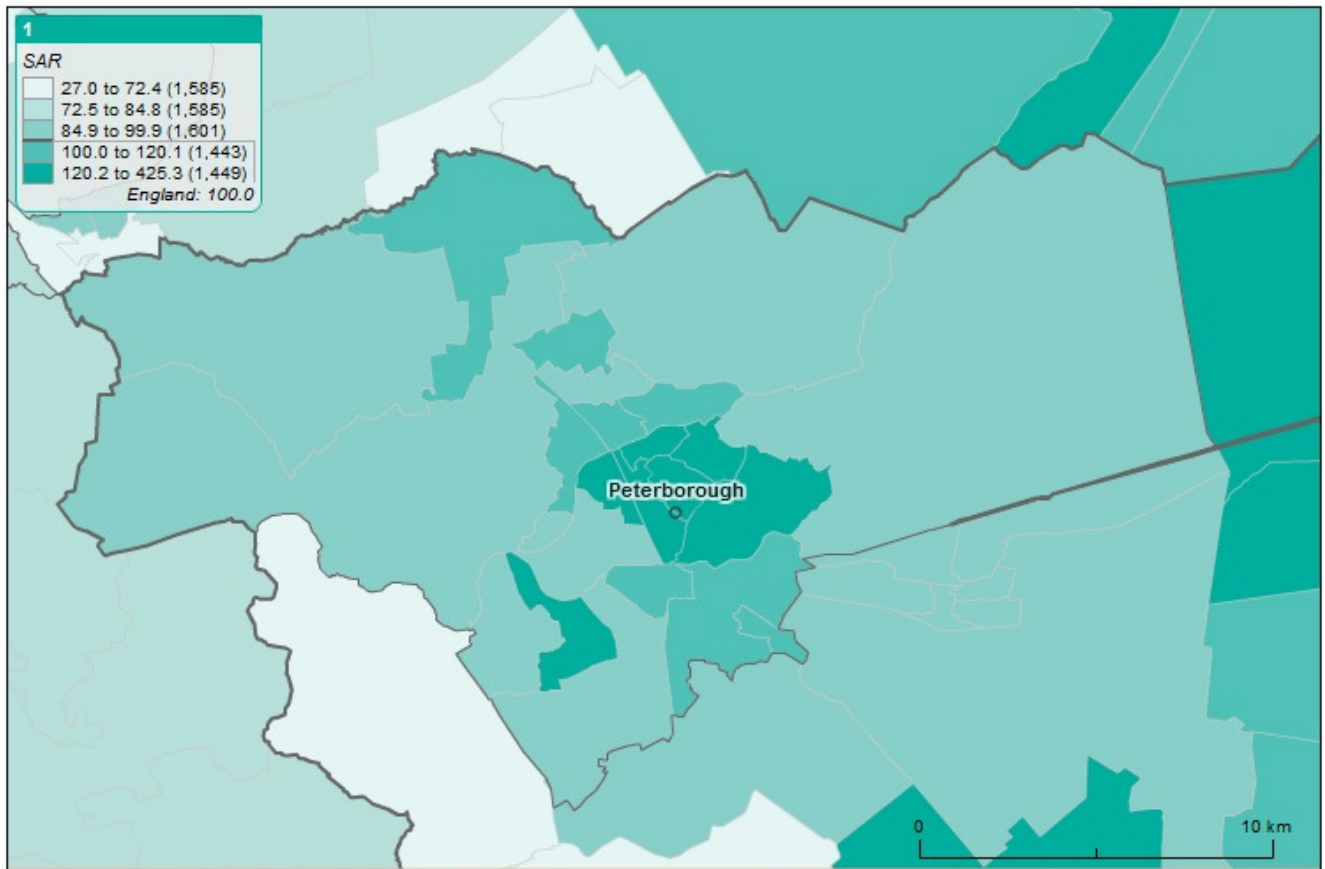 1
SAR
27.0 to 72.4 (1,585)
72.5 to 84.8 (1,585)
84.9 to 99.9 (1,601)
100.0 to 120.1 (1,443)
120.2 to 425.3 (1,449)
England: 100.0
Peterborough
0 10 km